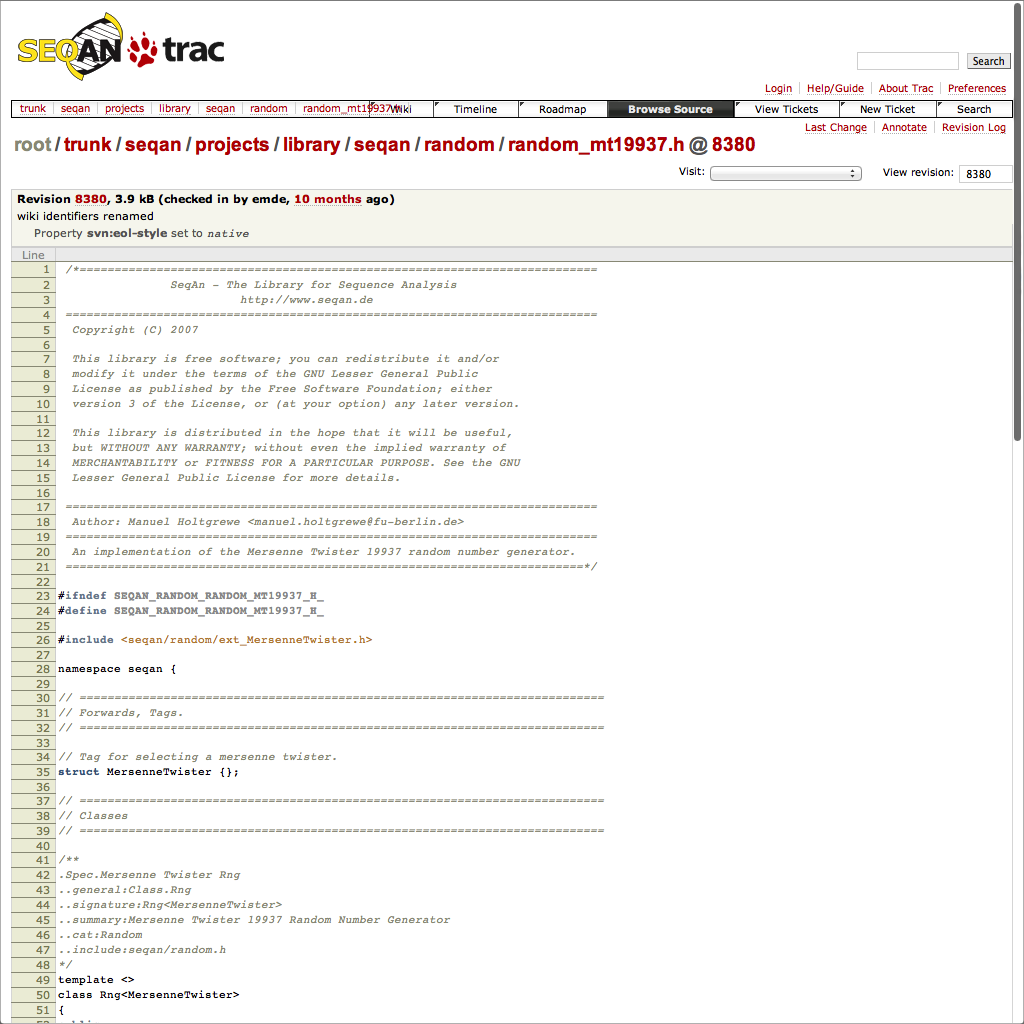 SEQAN trac
Search
Login Help/Guide About Trac Preferences
trunk seqan projects library seqan random random_mt19937.h Wiki Timeline Roadmap Browse Source View Tickets New Ticket Search
Last Change Annotate Revision Log
root/trunk/seqan/projects/library/seqan/random/random_mt19937.h @ 8380
Visit: View revision: 8380
Revision 8380, 3.9 kB (checked in by emde, 10 months ago)
wiki identifiers renamed
Property svn:eol-style set to native
Line
1 /*==========================================================================
2 SeqAn - The Library for Sequence Analysis
3 http://www.seqan.de
4 ============================================================================
5 Copyright (C) 2007
6
7 This library is free software; you can redistribute it and/or
8 modify it under the terms of the GNU Lesser General Public
9 License as published by the Free Software Foundation; either
10 version 3 of the License, or (at your option) any later version.
11
12 This library is distributed in the hope that it will be useful,
13 but WITHOUT ANY WARRANTY; without even the implied warranty of
14 MERCHANTABILITY or FITNESS FOR A PARTICULAR PURPOSE. See the GNU
15 Lesser General Public License for more details.
16
17 ============================================================================
18 Author: Manuel Holtgrewe <manuel.holtgrewe@fu-berlin.de>
19 ============================================================================
20 An implementation of the Mersenne Twister 19937 random number generator.
21 ==========================================================================*/
22
23 #ifndef SEQAN_RANDOM_RANDOM_MT19937_H_
24 #define SEQAN_RANDOM_RANDOM_MT19937_H_
25
26 #include <seqan/random/ext_MersenneTwister.h>
27
28 namespace seqan {
29
30 // ===========================================================================
31 // Forwards, Tags.
32 // ===========================================================================
33
34 // Tag for selecting a mersenne twister.
35 struct MersenneTwister {};
36
37 // ===========================================================================
38 // Classes
39 // ===========================================================================
40
41 /**
42 .Spec.Mersenne Twister Rng
43 ..general:Class.Rng
44 ..signature:Rng<MersenneTwister>
45 ..summary:Mersenne Twister 19937 Random Number Generator
46 ..cat:Random
47 ..include:seqan/random.h
48 */
49 template <>
50 class Rng<MersenneTwister>
51 {